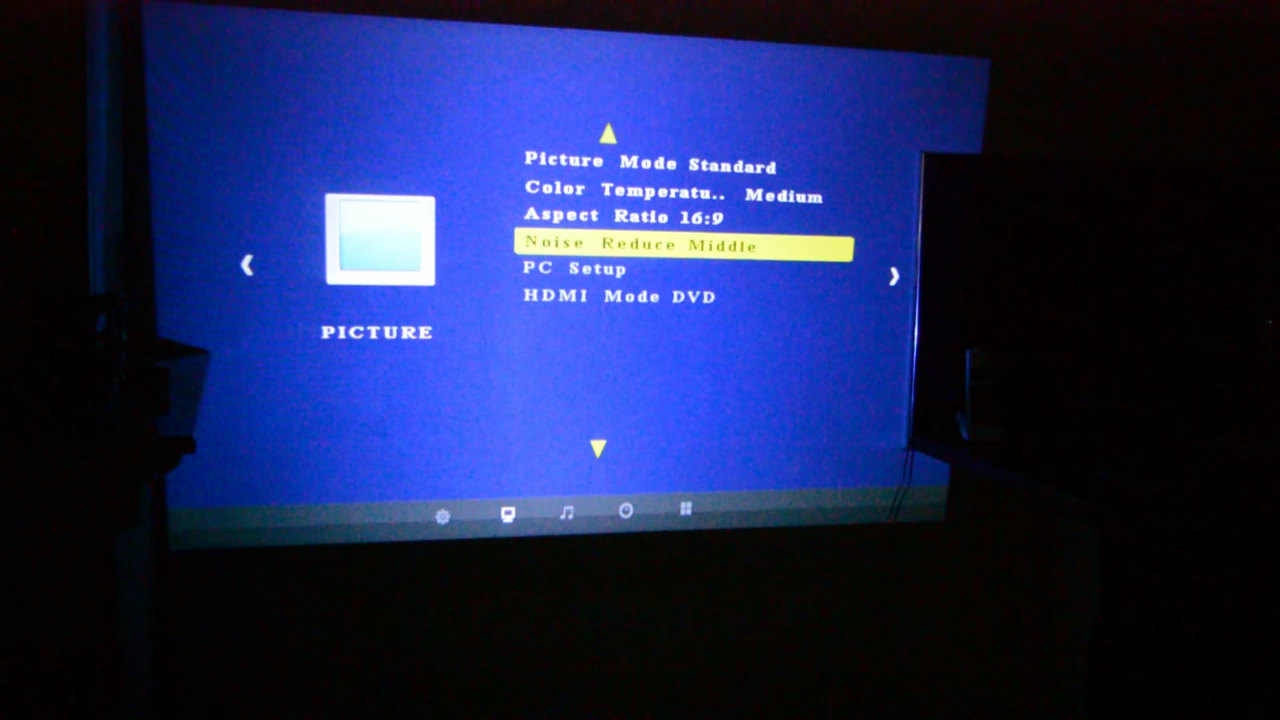 Picture Mode Standard
Color Temperatu.. Medium
Aspect Ratio 16:9
Noise Reduce Middle
PC Setup
HDMI Mode DVD
PICTURE